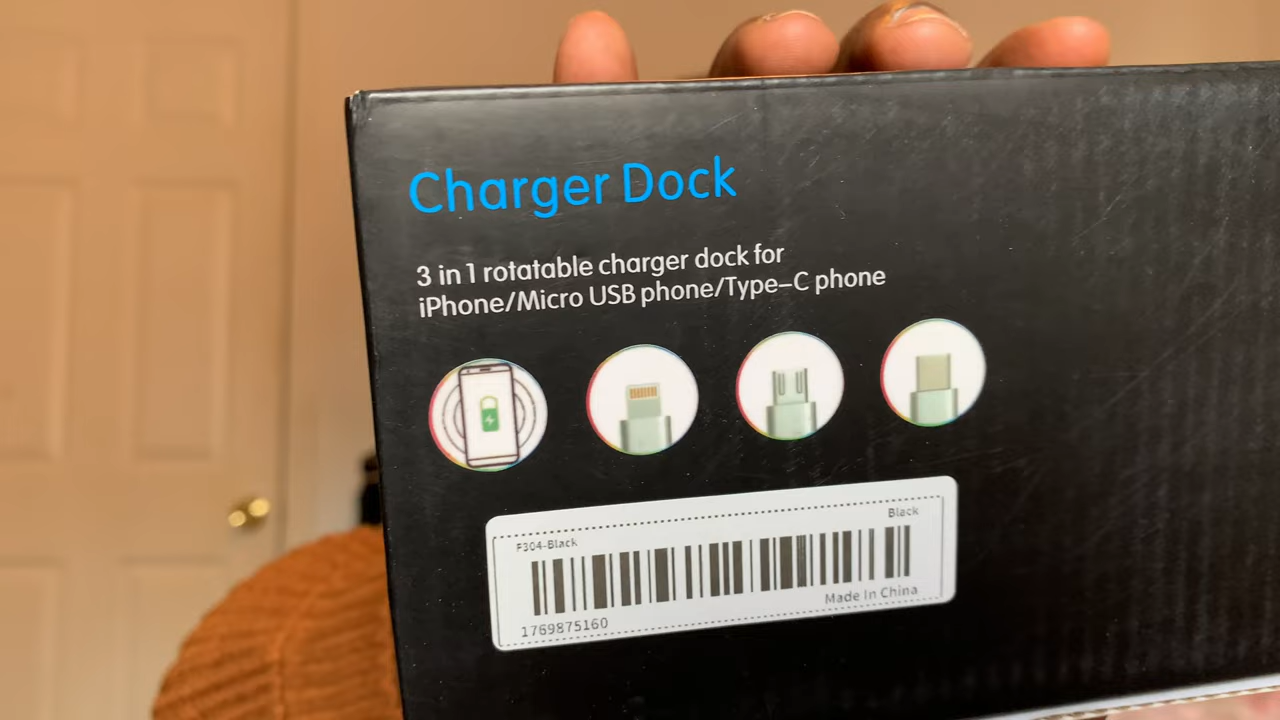 Charger Dock
3 in 1 rotatable charger dock for
iPhone/Micro USB phone/Type-C phone
F304-Black
Black
Made In China
1769875160